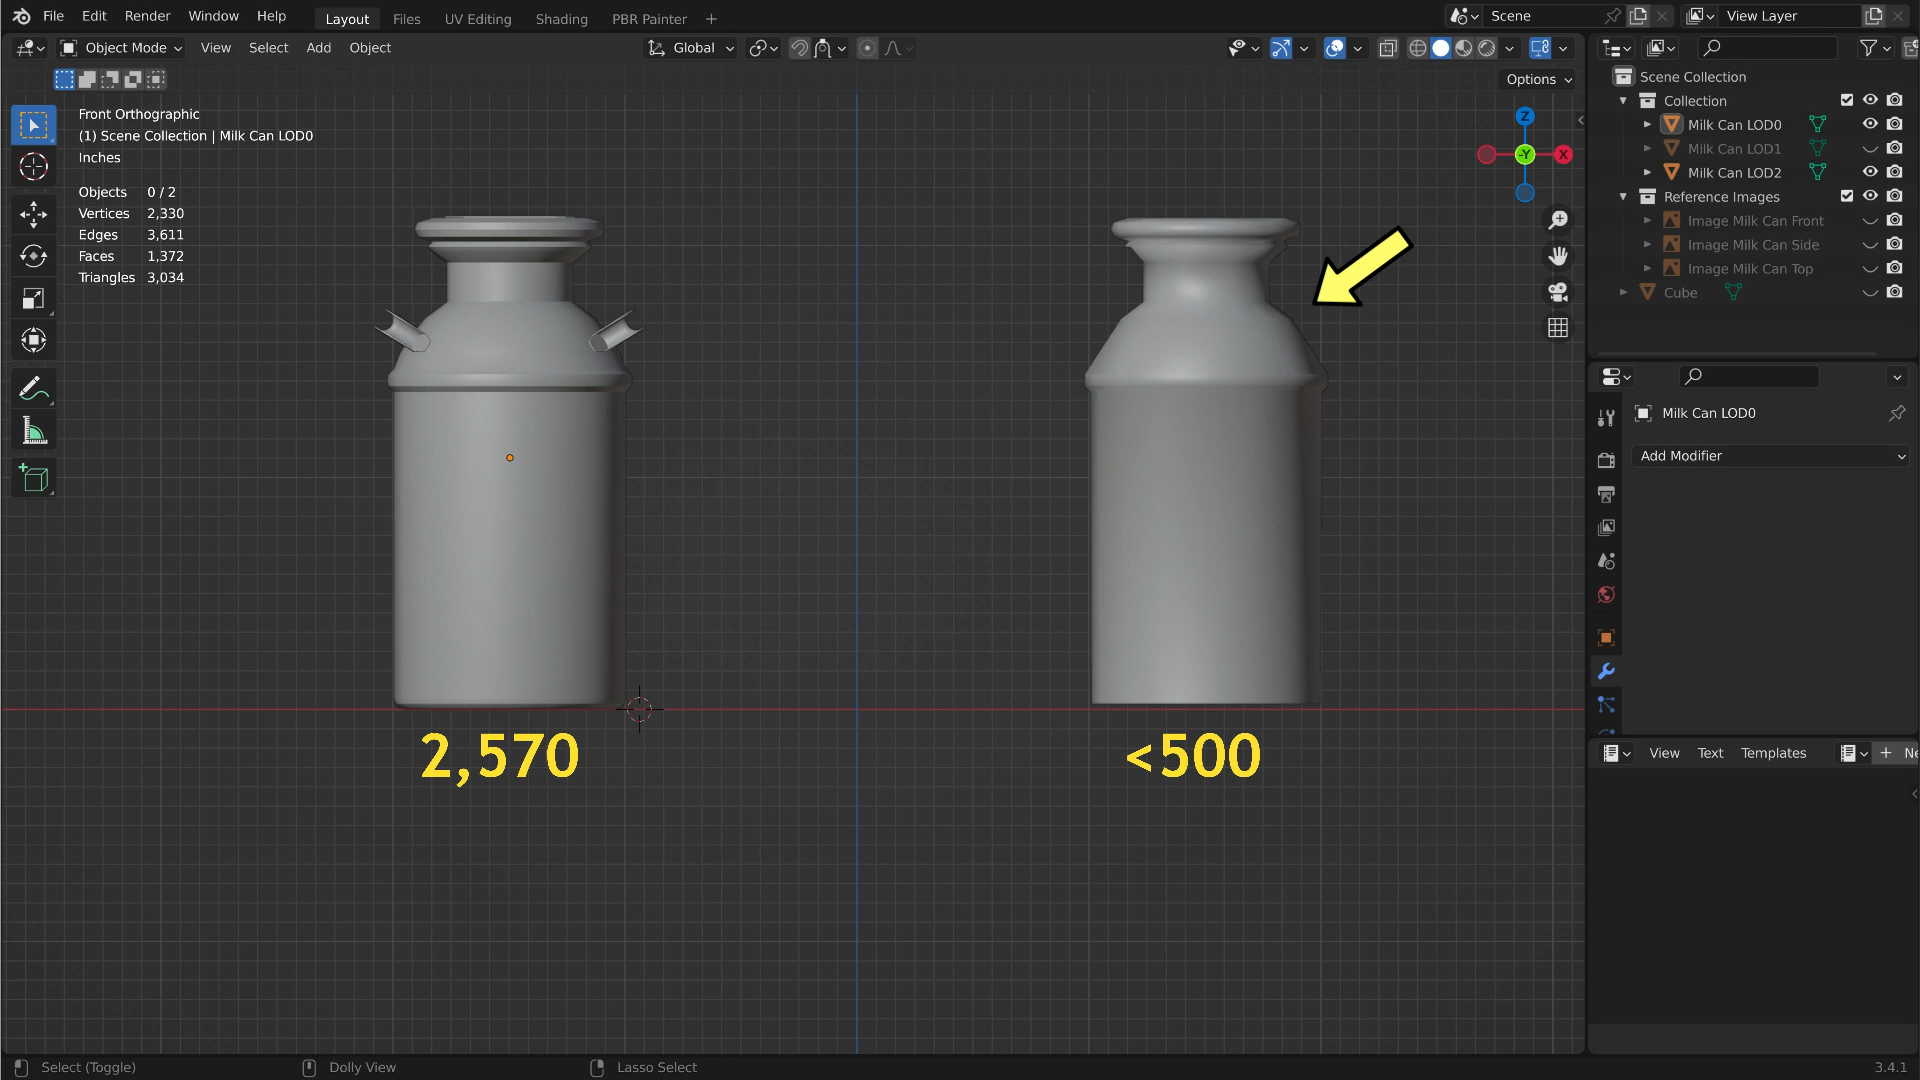 File Edit Render Window Help Layout Files UV Editing Shading PBR Painter + Scene View Layer
Object Mode View Select Add Object Global
Options
Front Orthographic
(1) Scene Collection | Milk Can LOD0
Inches
Objects 0 / 2
Vertices 2,330
Edges 3,611
Faces 1,372
Triangles 3,034
Z
-Y
X
2,570
<500
Scene Collection
Collection
Milk Can LOD0
Milk Can LOD1
Milk Can LOD2
Reference Images
Image Milk Can Front
Image Milk Can Side
Image Milk Can Top
Cube
Milk Can LOD0
Add Modifier
View Text Templates + Ne
Select (Toggle) Dolly View Lasso Select 3.4.1